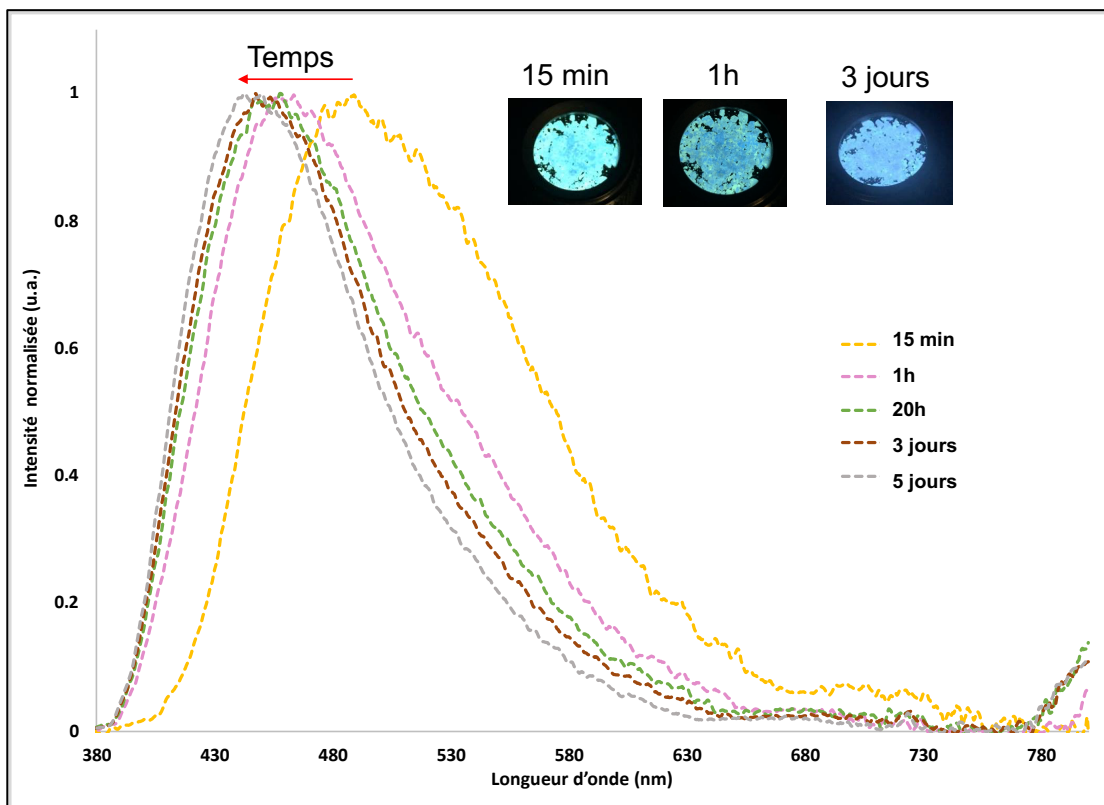 Temps
15 min
1h
3 jours
1
0.8
0.6
0.4
0.2
0
Intensité normalisée (u.a.)
15 min
1h
20h
3 jours
5 jours
380
430
480
530
580
630
680
730
780
Longueur d'onde (nm)